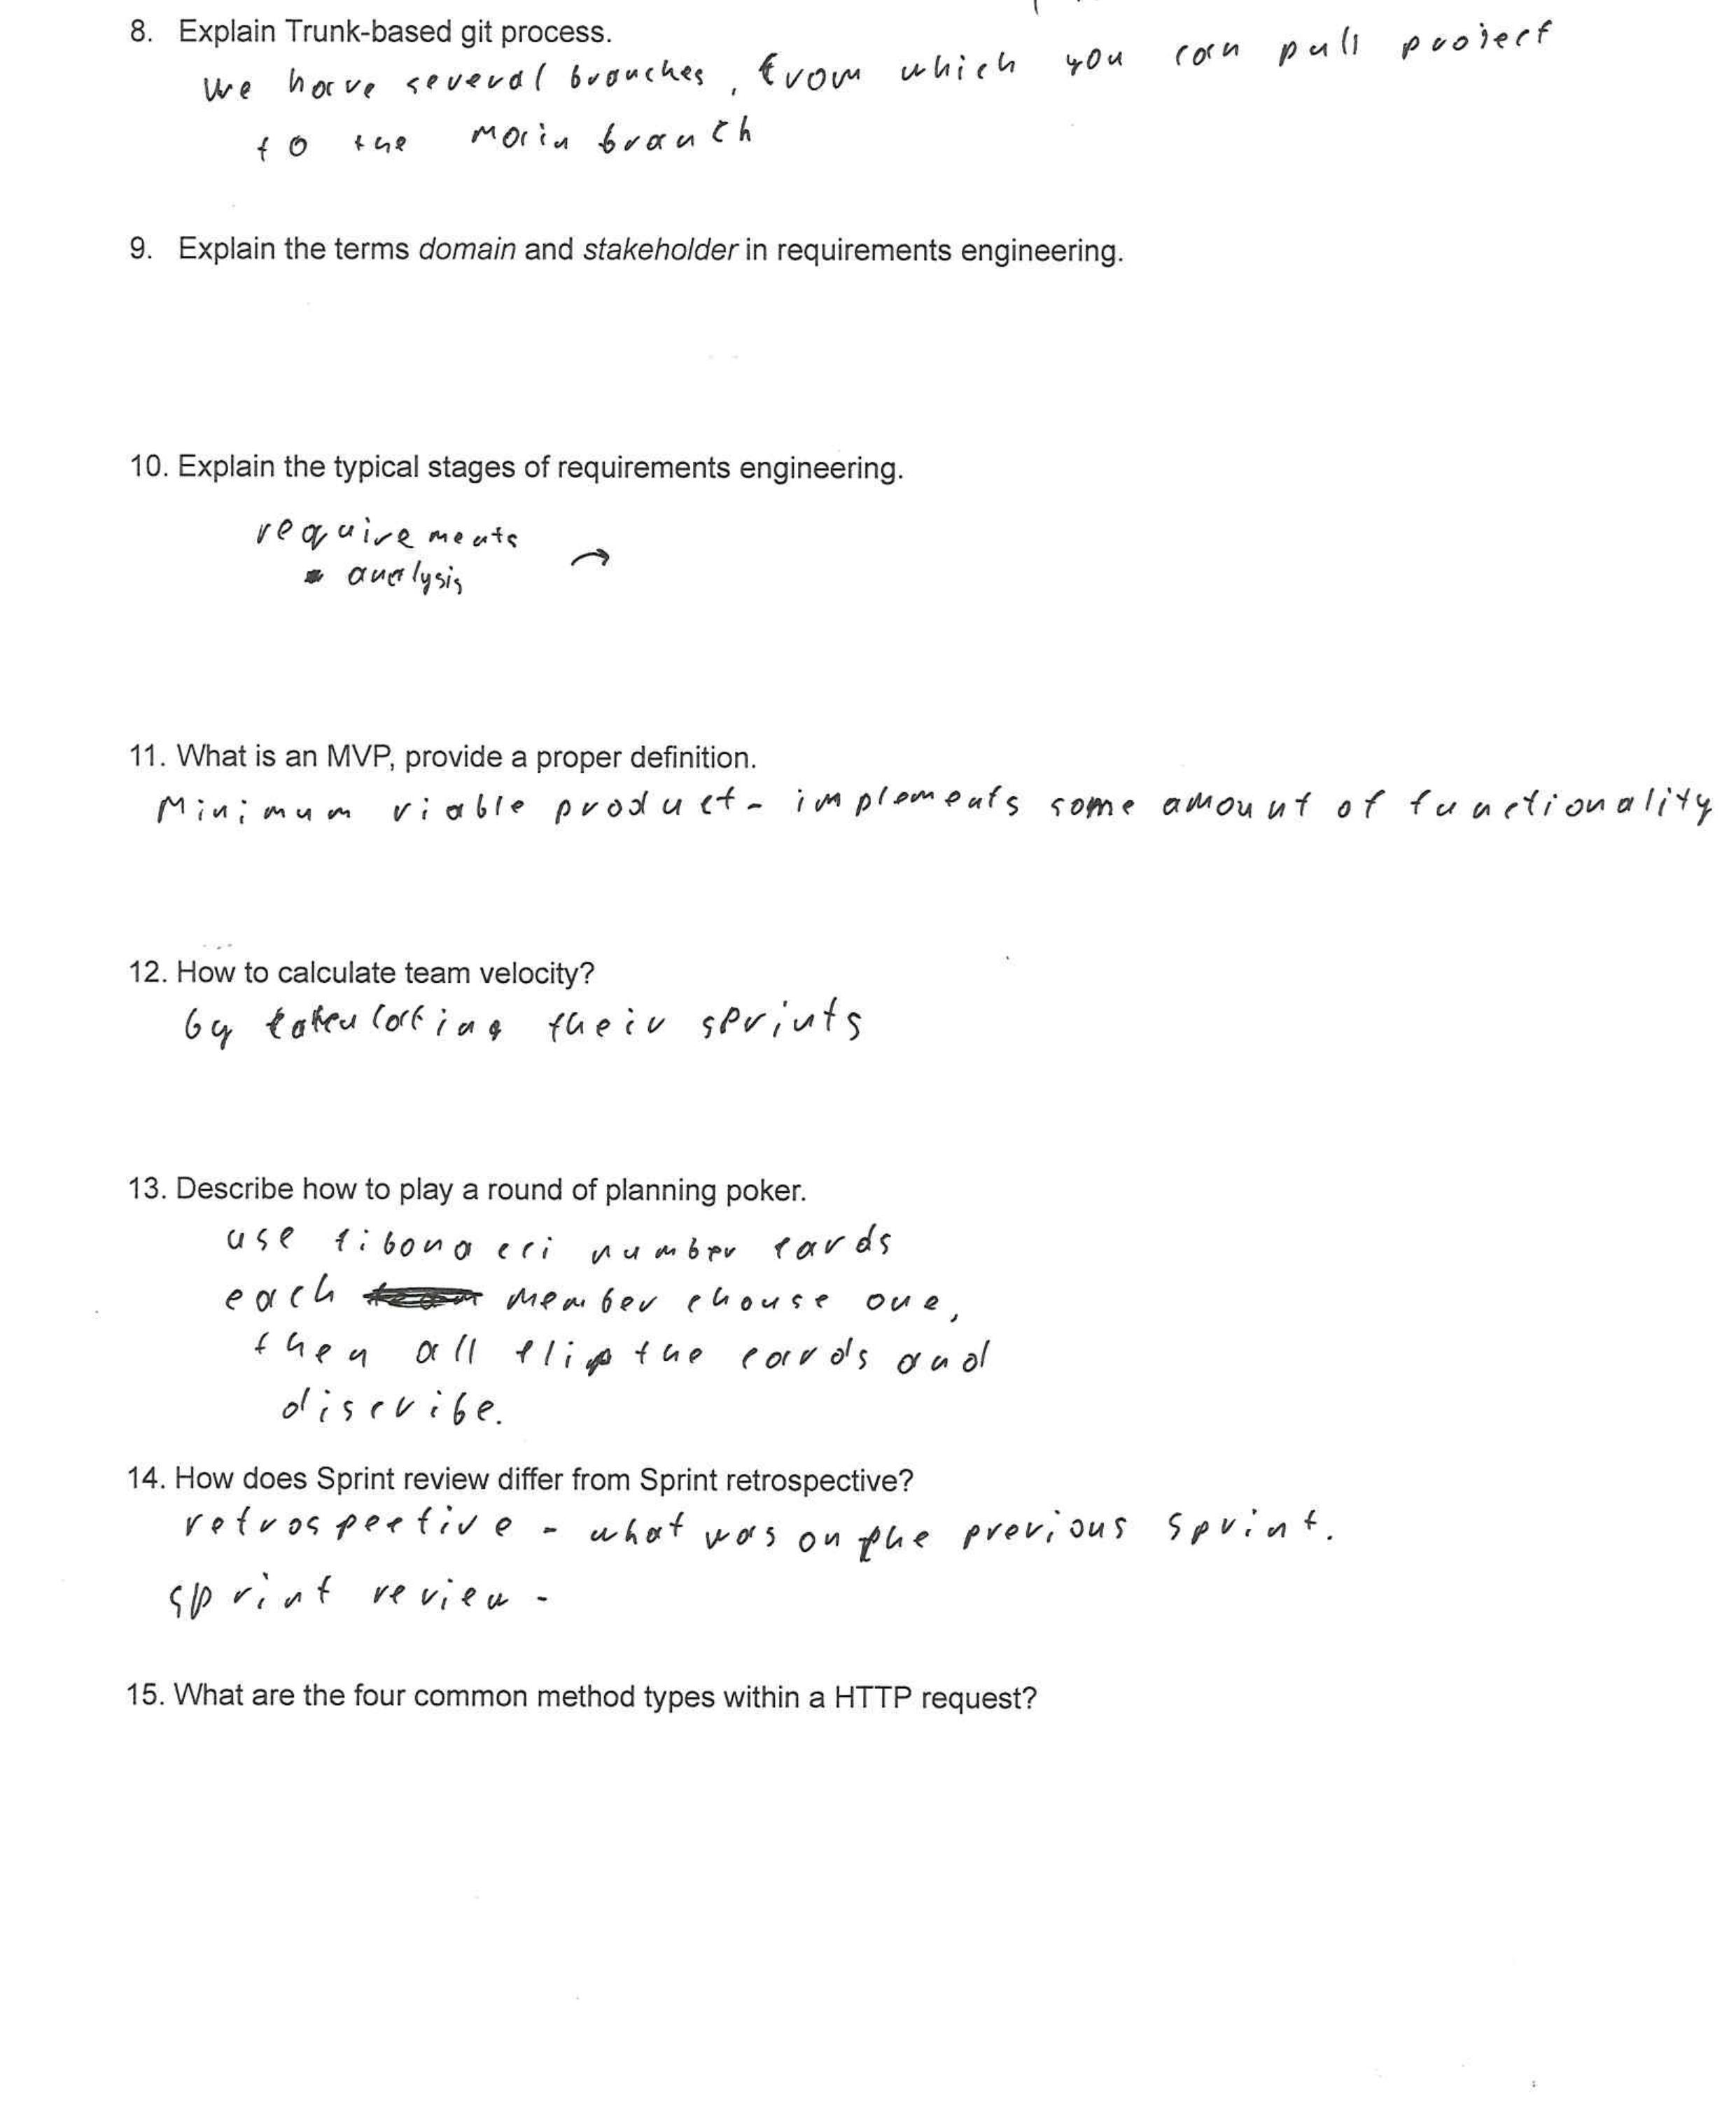 8. Explain Trunk-based git process.
we have several branches, from which you can pull project
to the main branch
9. Explain the terms domain and stakeholder in requirements engineering.
10. Explain the typical stages of requirements engineering.
requirements →
analysis
11. What is an MVP, provide a proper definition.
Minimum viable product - implements some amount of functionality
12. How to calculate team velocity?
by their sprints
13. Describe how to play a round of planning poker.
use fibonacci number cards
each member chouse one,
then all flip the cards and
discribe.
14. How does Sprint review differ from Sprint retrospective?
retrospective - what was on the previous sprint.
sprint review -
15. What are the four common method types within a HTTP request?